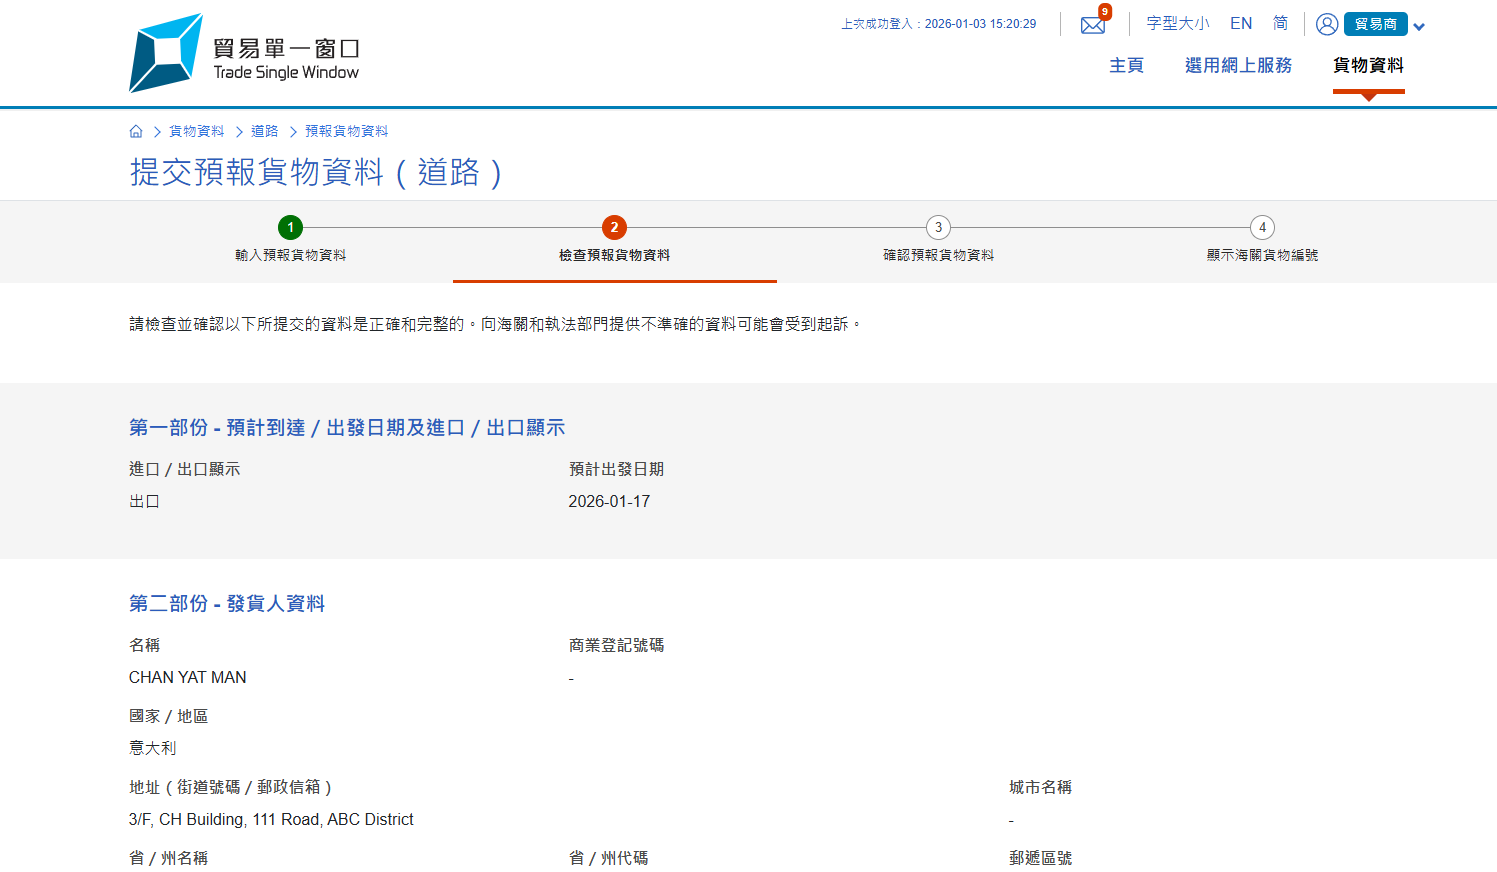 貿易單一窗口
Trade Single Window
上次成功登入：2026-01-03 15:20:29
9
字型大小
EN
简
貿易商
主頁
選用網上服務
貨物資料
貨物資料
道路
預報貨物資料
提交預報貨物資料（道路）
1
2
3
4
輸入預報貨物資料
檢查預報貨物資料
確認預報貨物資料
顯示海關貨物編號
請檢查並確認以下所提交的資料是正確和完整的。向海關和執法部門提供不準確的資料可能會受到起訴。
第一部份 - 預計到達 / 出發日期及進口 / 出口顯示
進口 / 出口顯示
預計出發日期
出口
2026-01-17
第二部份 - 發貨人資料
名稱
商業登記號碼
CHAN YAT MAN
-
國家 / 地區
意大利
地址（街道號碼 / 郵政信箱）
城市名稱
3/F, CH Building, 111 Road, ABC District
-
省 / 州名稱
省 / 州代碼
郵遞區號